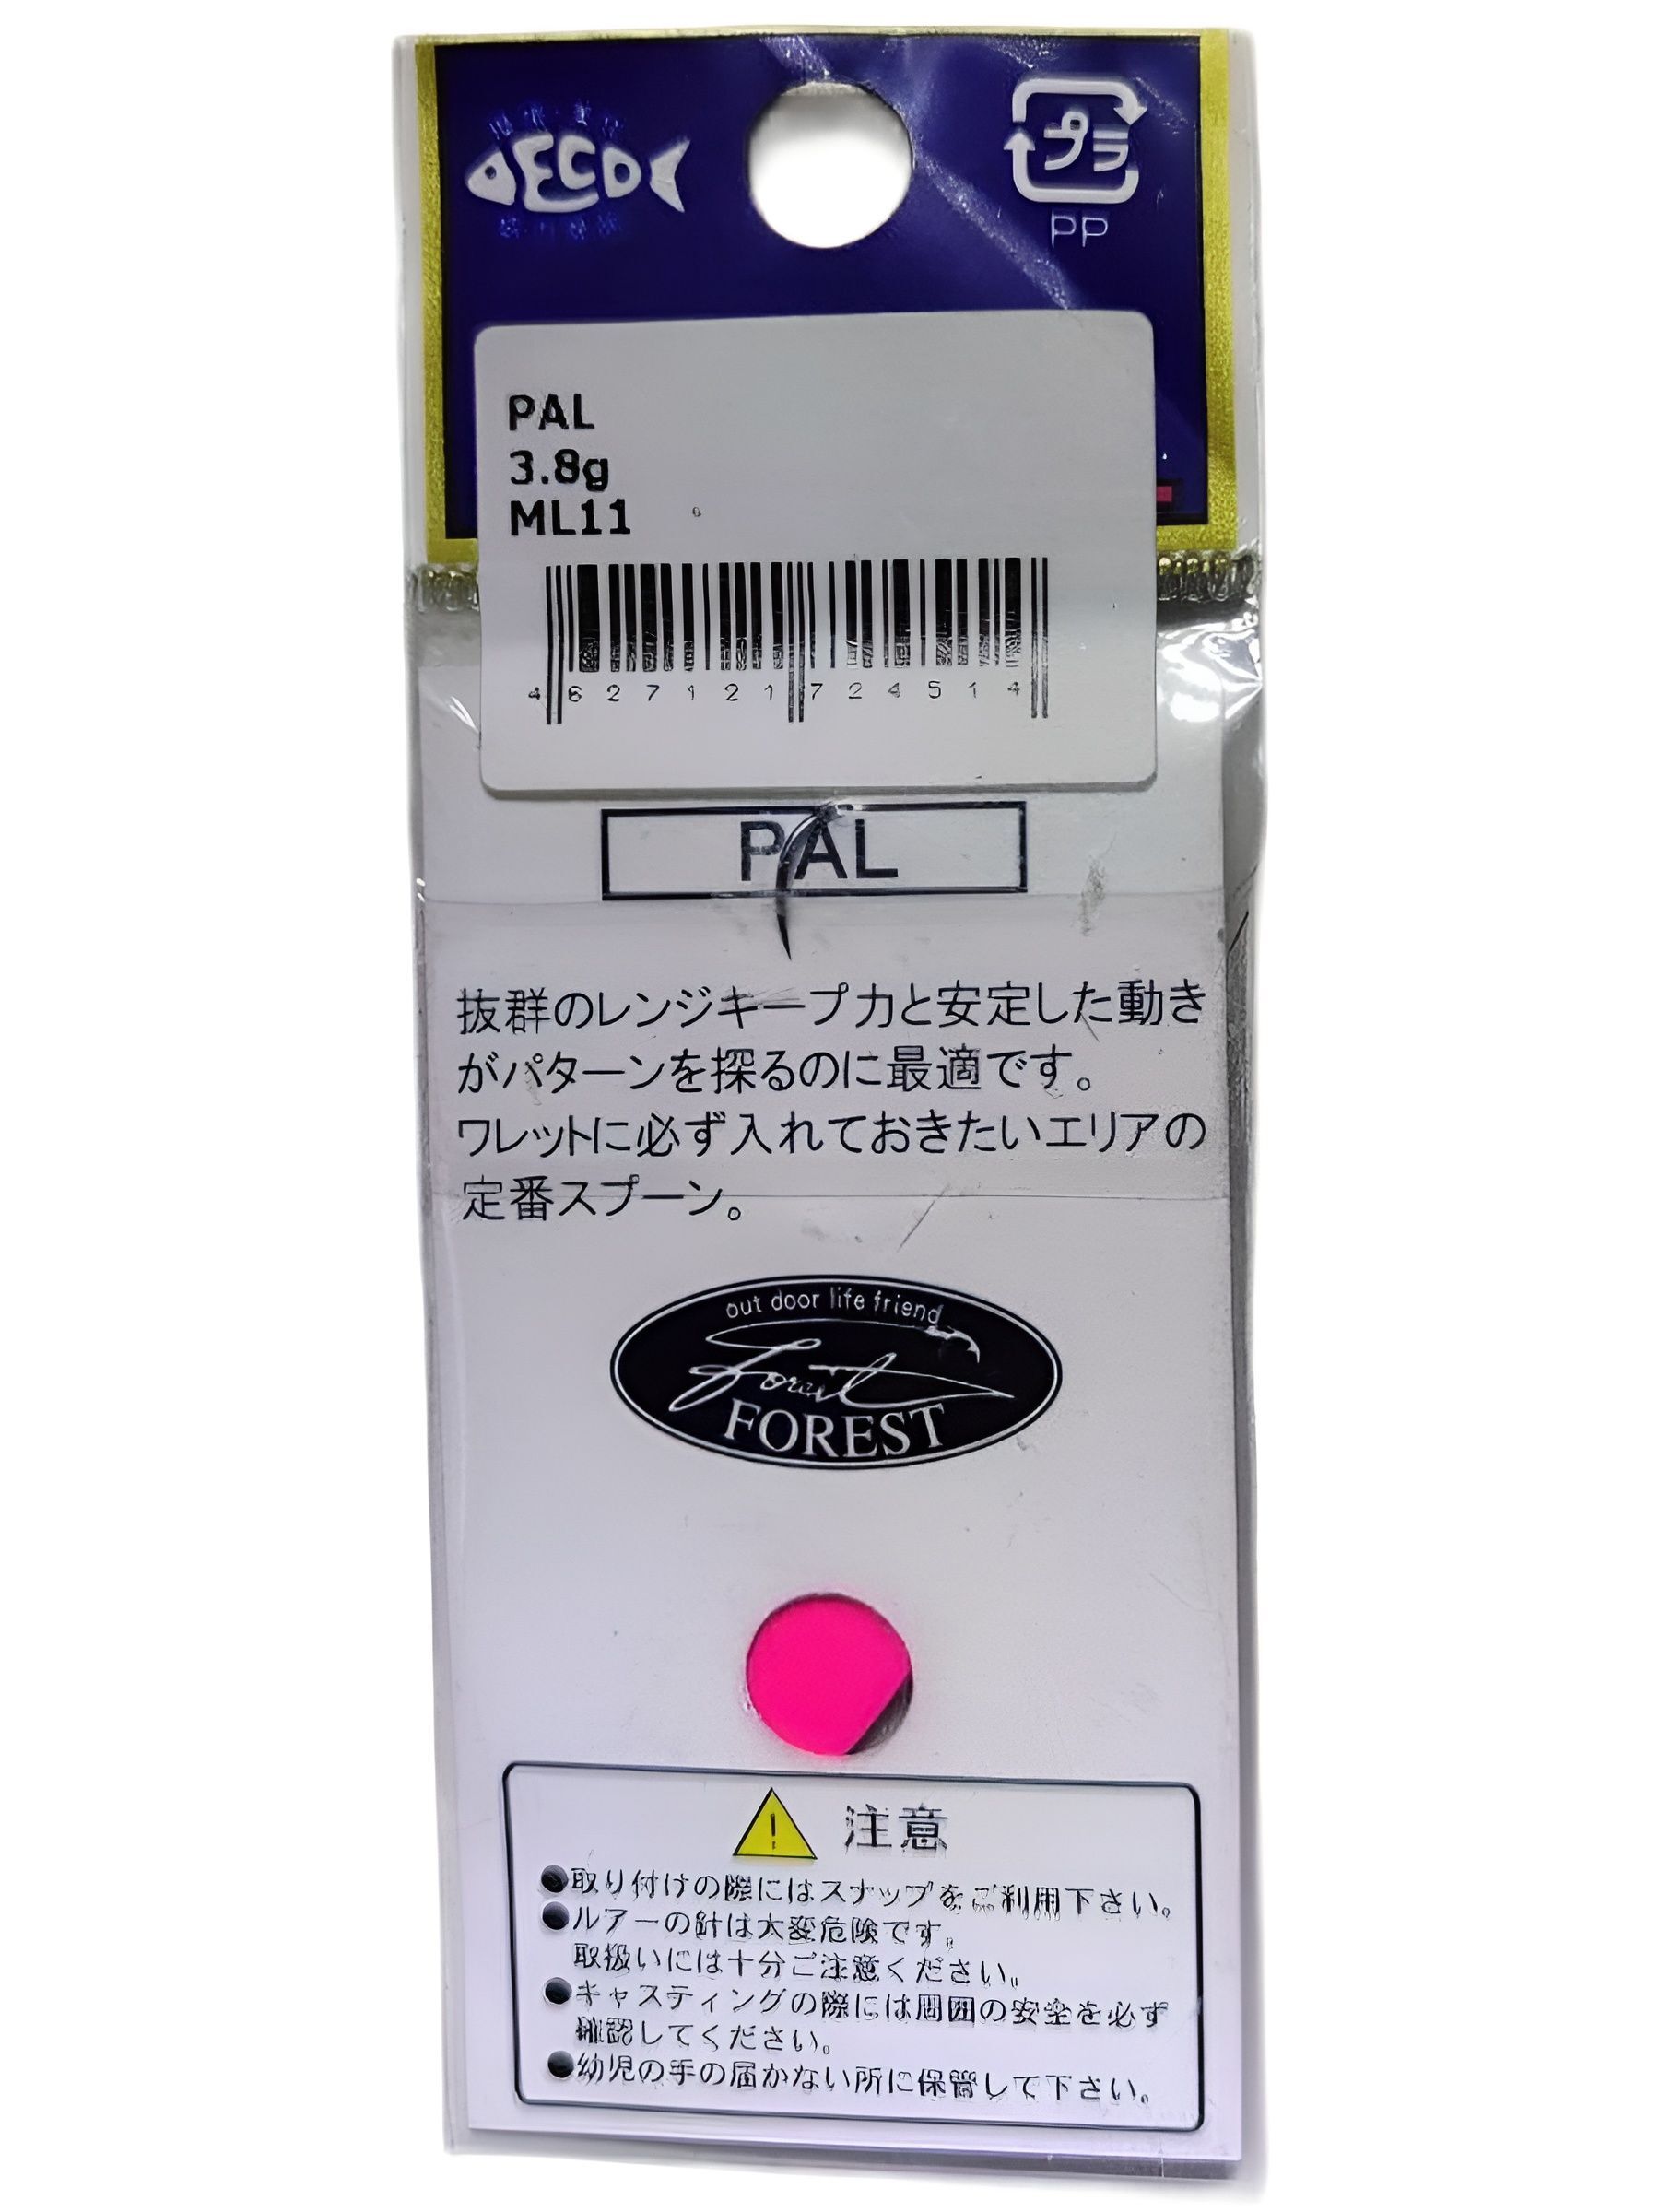 ECO
プラ
PP
PAL
3.8g
ML11
4 627121 724514
PAL
抜群のレンジキープ力と安定した動き
がパターンを探るのに最適です。
ワレットに必ず入れておきたいエリアの
定番スプーン。
out door life friend
Forest
FOREST
注意
●取り付けの際にはスナップをご利用下さい。
●ルアーの針は大変危険です。
取扱いには十分ご注意ください。
●キャスティングの際には周囲の安全を必ず
確認してください。
●幼児の手の届かない所に保管して下さい。